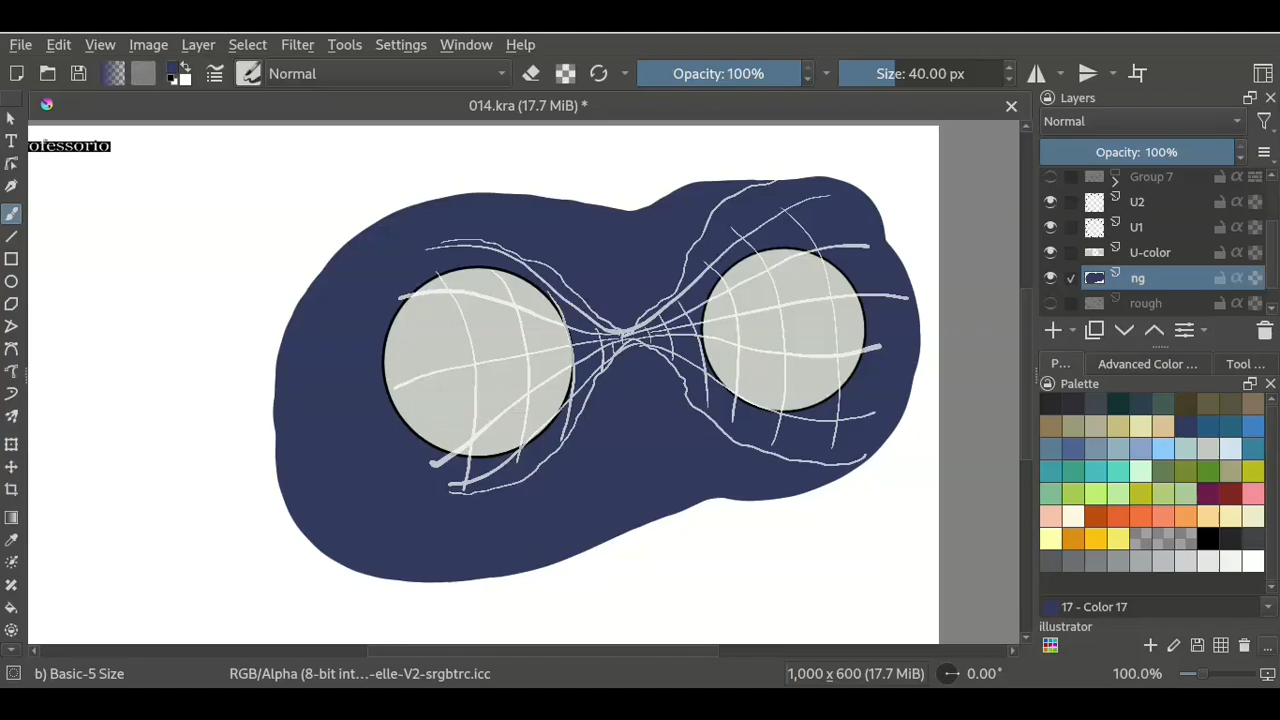 File Edit View Image Layer Select Filter Tools Settings Window Help
Normal Opacity: 100% Size: 40.00 px
014.kra (17.7 MiB) *
ofessorio
Layers
Normal
Opacity: 100%
Group 7
U2
U1
U-color
ng
rough
P... Advanced Color ... Tool ...
Palette
17 - Color 17
illustrator
...
b) Basic-5 Size RGB/Alpha (8-bit int...-elle-V2-srgbtrc.icc 1,000 x 600 (17.7 MiB) 0.00° 100.0%